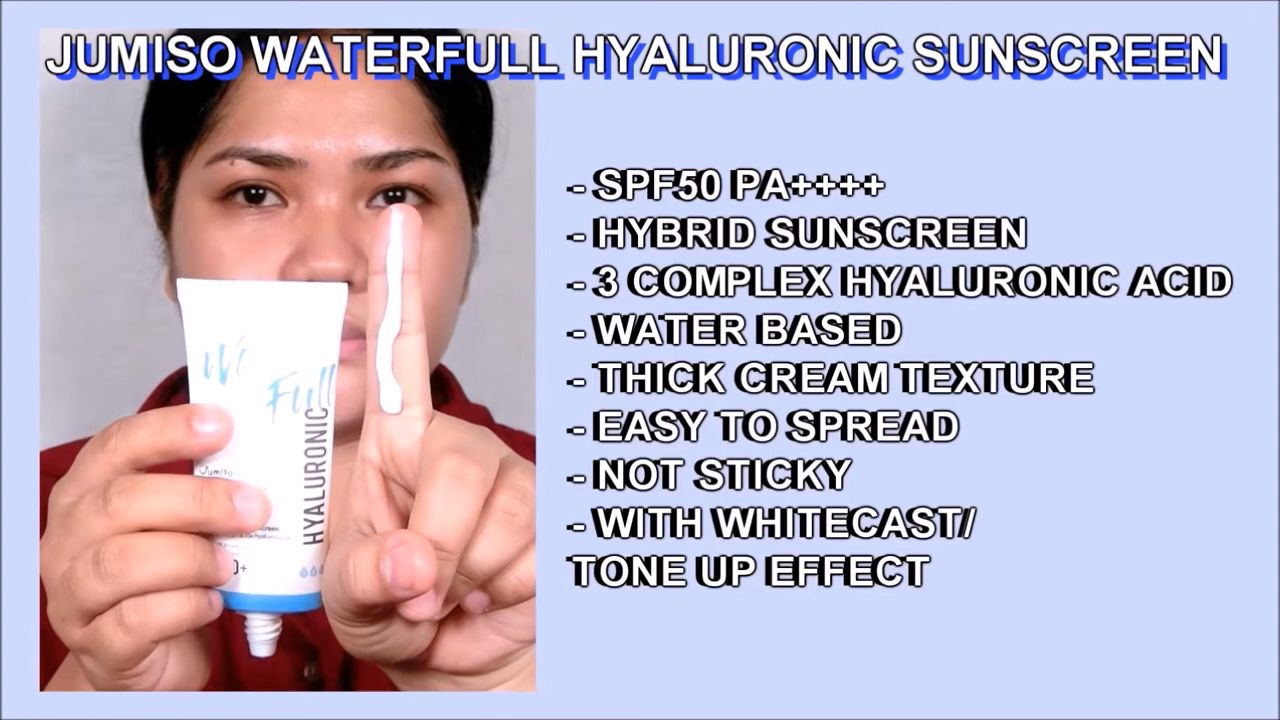 JUMISO WATERFULL HYALURONIC SUNSCREEN
- SPF50 PA++++
- HYBRID SUNSCREEN
- 3 COMPLEX HYALURONIC ACID
- WATER BASED
- THICK CREAM TEXTURE
- EASY TO SPREAD
- NOT STICKY
- WITH WHITECAST/
TONE UP EFFECT
Full
HYALURONIC
Jumiso